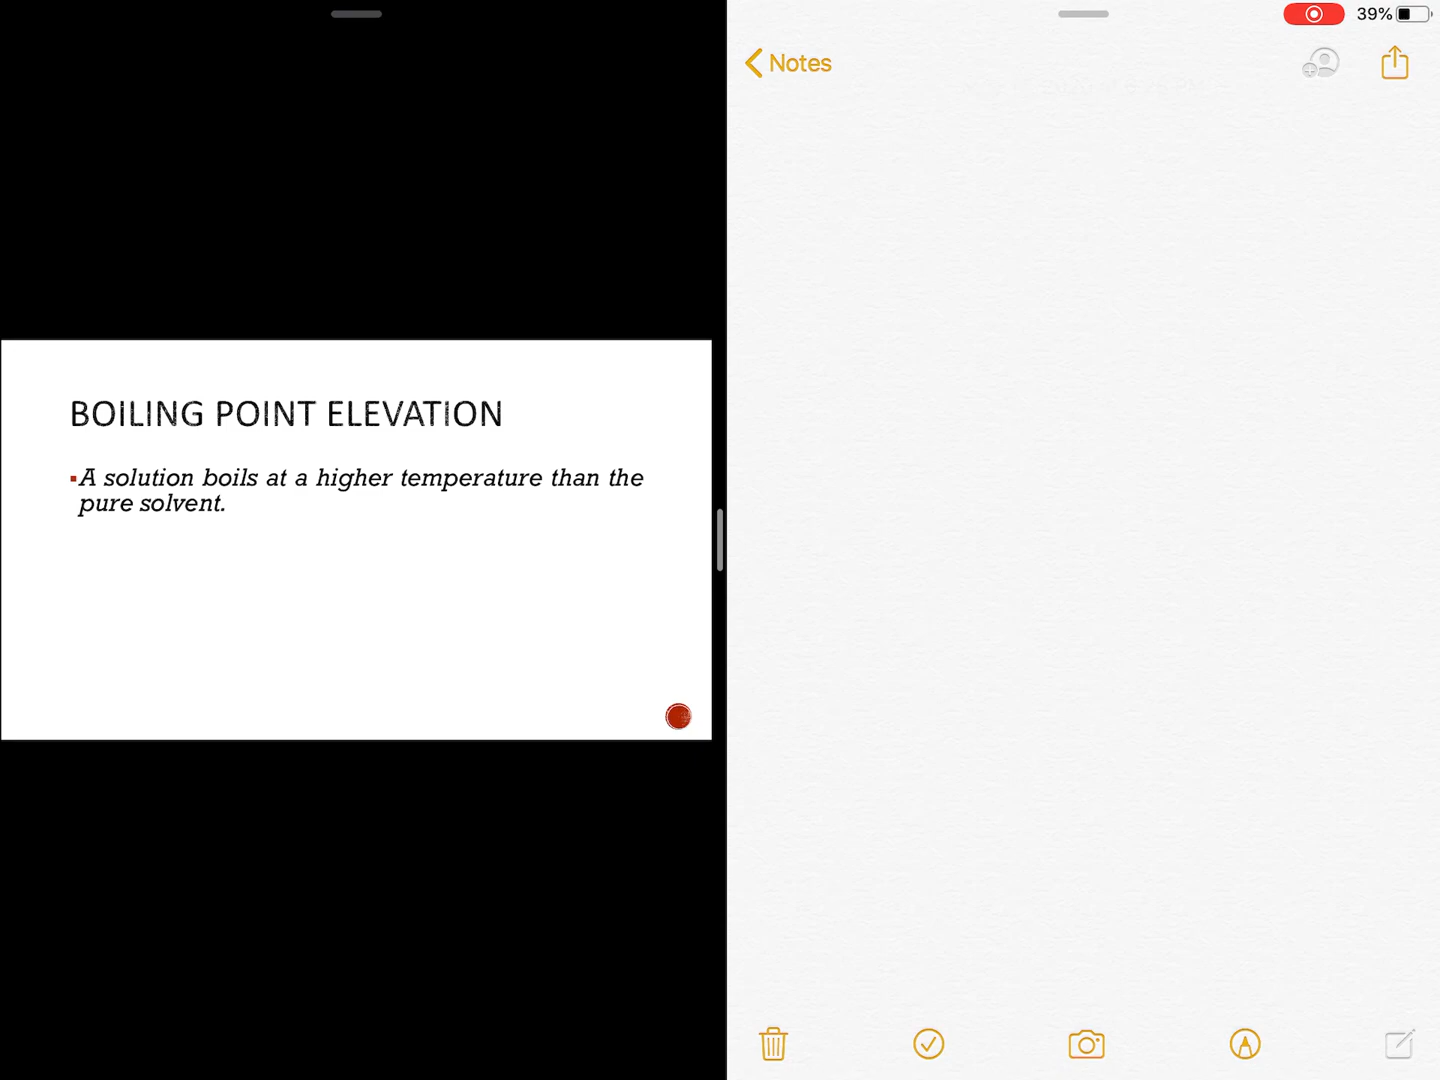 39%
Notes
BOILING POINT ELEVATION
▪A solution boils at a higher temperature than the
pure solvent.